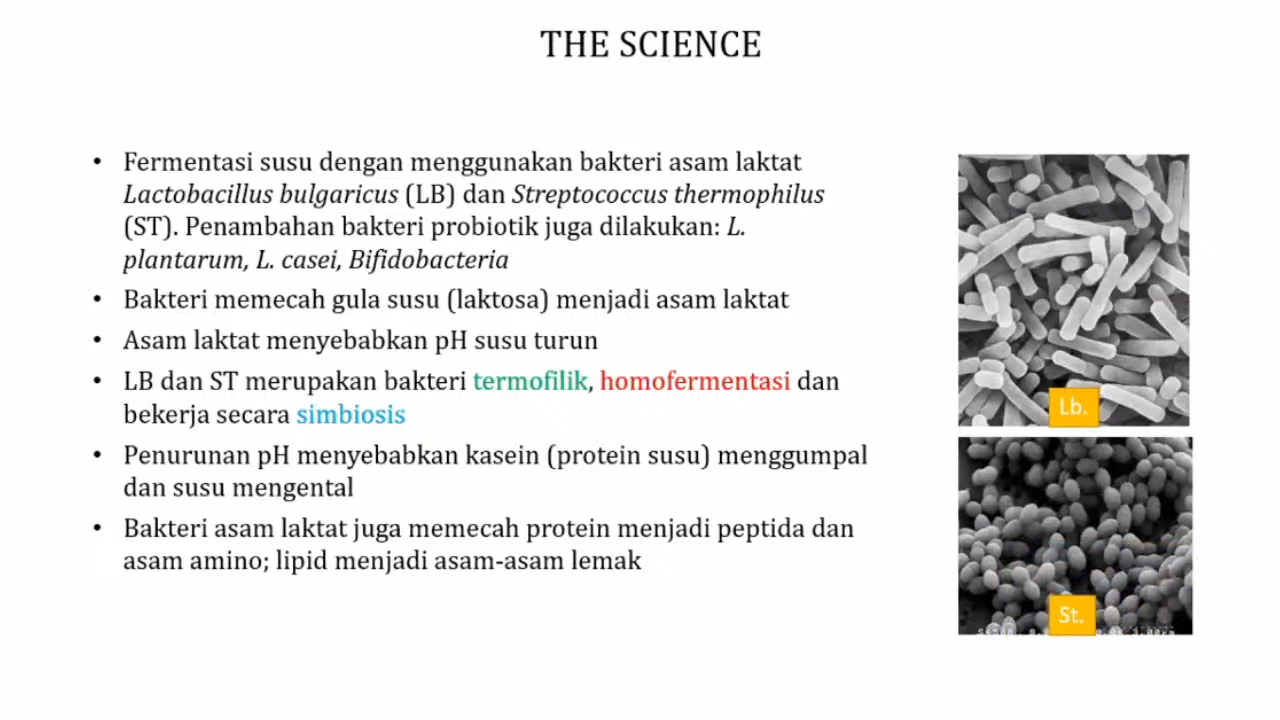 THE SCIENCE
• Fermentasi susu dengan menggunakan bakteri asam laktat
Lactobacillus bulgaricus (LB) dan Streptococcus thermophilus
(ST). Penambahan bakteri probiotik juga dilakukan: L.
plantarum, L. casei, Bifidobacteria
• Bakteri memecah gula susu (laktosa) menjadi asam laktat
• Asam laktat menyebabkan pH susu turun
• LB dan ST merupakan bakteri termofilik, homofermentasi dan
bekerja secara simbiosis
• Penurunan pH menyebabkan kasein (protein susu) menggumpal
dan susu mengental
• Bakteri asam laktat juga memecah protein menjadi peptida dan
asam amino; lipid menjadi asam-asam lemak
Lb.
St.